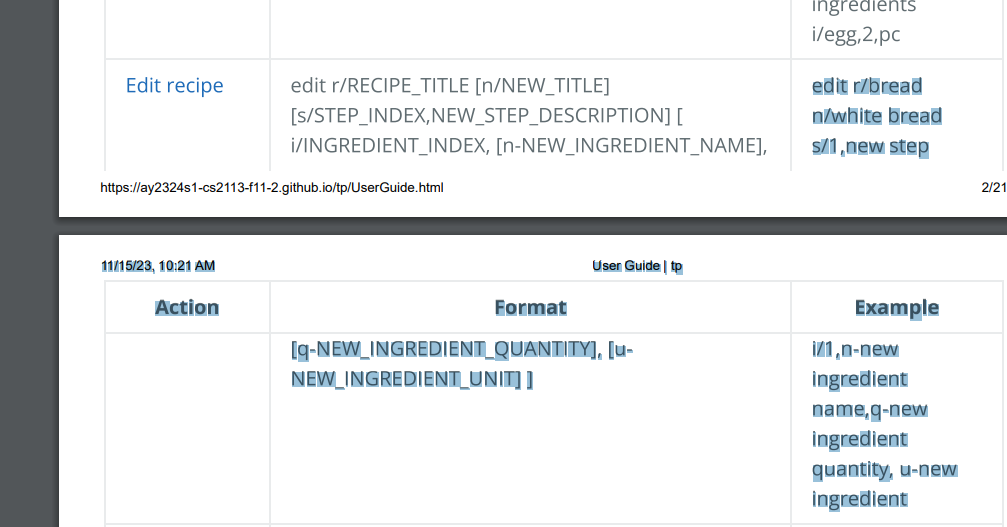 ingredients
i/egg,2,pc
Edit recipe
edit r/RECIPE_TITLE [n/NEW_TITLE]
[s/STEP_INDEX,NEW_STEP_DESCRIPTION] [
i/INGREDIENT_INDEX, [n-NEW_INGREDIENT_NAME],
edit r/bread
n/white bread
s/1,new step
https://ay2324s1-cs2113-f11-2.github.io/tp/UserGuide.html
2/21
11/15/23, 10:21 AM
User Guide | tp
Action
Format
Example
[q-NEW_INGREDIENT_QUANTITY], [u-
NEW_INGREDIENT_UNIT] ]
i/1,n-new
ingredient
name,q-new
ingredient
quantity, u-new
ingredient